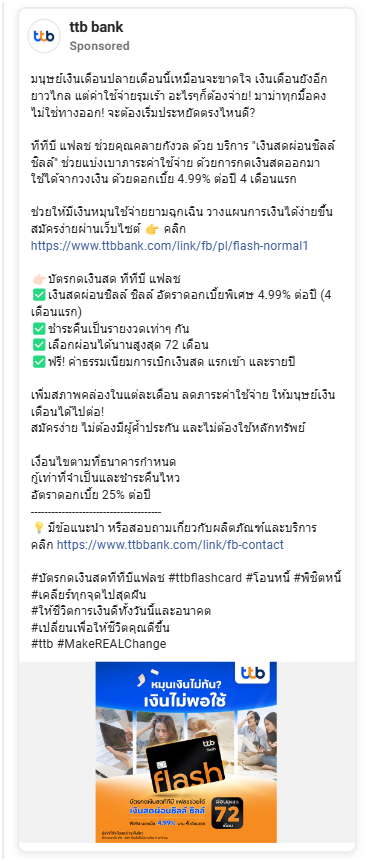 ttb
ttb bank
Sponsored
มนุษย์เงินเดือนปลายเดือนนี้เหมือนจะขาดใจ เงินเดือนยังอีก
ยาวไกล แต่ค่าใช้จ่ายรุมเร้า อะไรๆก็ต้องจ่าย! มาม่าทุกมื้อคง
ไม่ใช่ทางออก! จะต้องเริ่มประหยัดตรงไหนดี?
ทีทีบี แฟลช ช่วยคุณคลายกังวล ด้วย บริการ "เงินสดผ่อนชิลล์
ชิลล์" ช่วยแบ่งเบาภาระค่าใช้จ่าย ด้วยการกดเงินสดออกมา
ใช้ได้จากวงเงิน ด้วยดอกเบี้ย 4.99% ต่อปี 4 เดือนแรก
ช่วยให้มีเงินหมุนใช้จ่ายยามฉุกเฉิน วางแผนการเงินได้ง่ายขึ้น
สมัครง่ายผ่านเว็บไซต์ 👉 คลิก
https://www.ttbbank.com/link/fb/pl/flash-normal1
👉🏻บัตรกดเงินสด ทีทีบี แฟลช
✅เงินสดผ่อนชิลล์ ชิลล์ อัตราดอกเบี้ยพิเศษ 4.99% ต่อปี (4
เดือนแรก)
✅ชำระคืนเป็นรายงวดเท่าๆ กัน
✅เลือกผ่อนได้นานสูงสุด 72 เดือน
✅ฟรี! ค่าธรรมเนียมการเบิกเงินสด แรกเข้า และรายปี
เพิ่มสภาพคล่องในแต่ละเดือน ลดภาระค่าใช้จ่าย ให้มนุษย์เงิน
เดือนได้ไปต่อ!
สมัครง่าย ไม่ต้องมีผู้ค้ำประกัน และไม่ต้องใช้หลักทรัพย์
เงื่อนไขตามที่ธนาคารกำหนด
กู้เท่าที่จำเป็นและชำระคืนไหว
อัตราดอกเบี้ย 25% ต่อปี
--------------------------------------
💡มีข้อแนะนำ หรือสอบถามเกี่ยวกับผลิตภัณฑ์และบริการ
คลิก https://www.ttbbank.com/link/fb-contact
#บัตรกดเงินสดทีทีบีแฟลช #ttbflashcard #โอนหนี้ #พิชิตหนี้
#เคลียร์ทุกจุดไปสุดฝัน
#ให้ชีวิตการเงินดีทั้งวันนี้และอนาคต
#เปลี่ยนเพื่อให้ชีวิตคุณดีขึ้น
#ttb #MakeREALChange
ttb
หมุนเงินไม่ทัน?
เงินไม่พอใช้
ttb
flash
flash
บัตรกดเงินสดทีทีบี แฟลชช่วยได้
เงินสดผ่อนชิลล์ ชิลล์
4.99%
72
เดือน